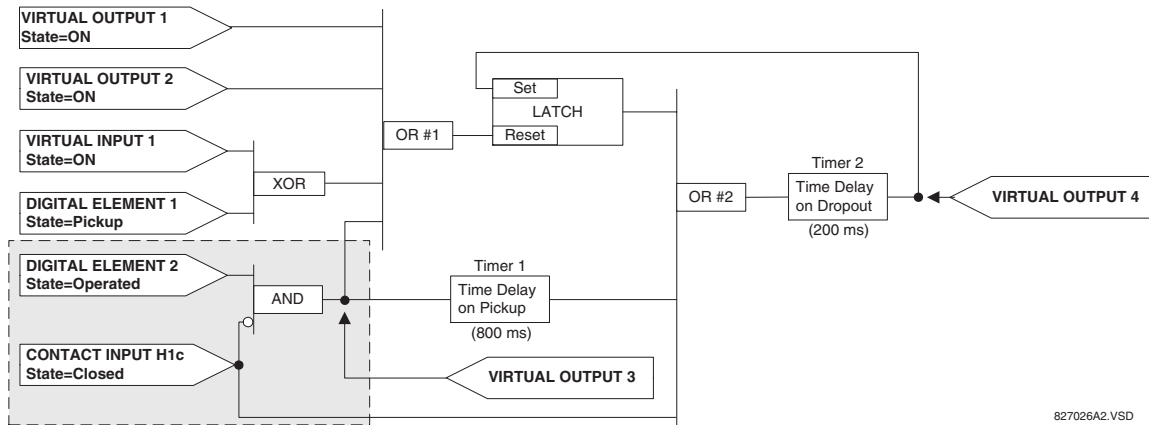 VIRTUAL OUTPUT 1
State=ON
VIRTUAL OUTPUT 2
State=ON
VIRTUAL INPUT 1
State=ON
DIGITAL ELEMENT 1
State=Pickup
DIGITAL ELEMENT 2
State=Operated
CONTACT INPUT H1c
State=Closed
XOR
AND
OR #1
Set
LATCH
Reset
Timer 1
Time Delay
on Pickup
(800 ms)
VIRTUAL OUTPUT 3
OR #2
Timer 2
Time Delay
on Dropout
(200 ms)
VIRTUAL OUTPUT 4
827026A2.VSD